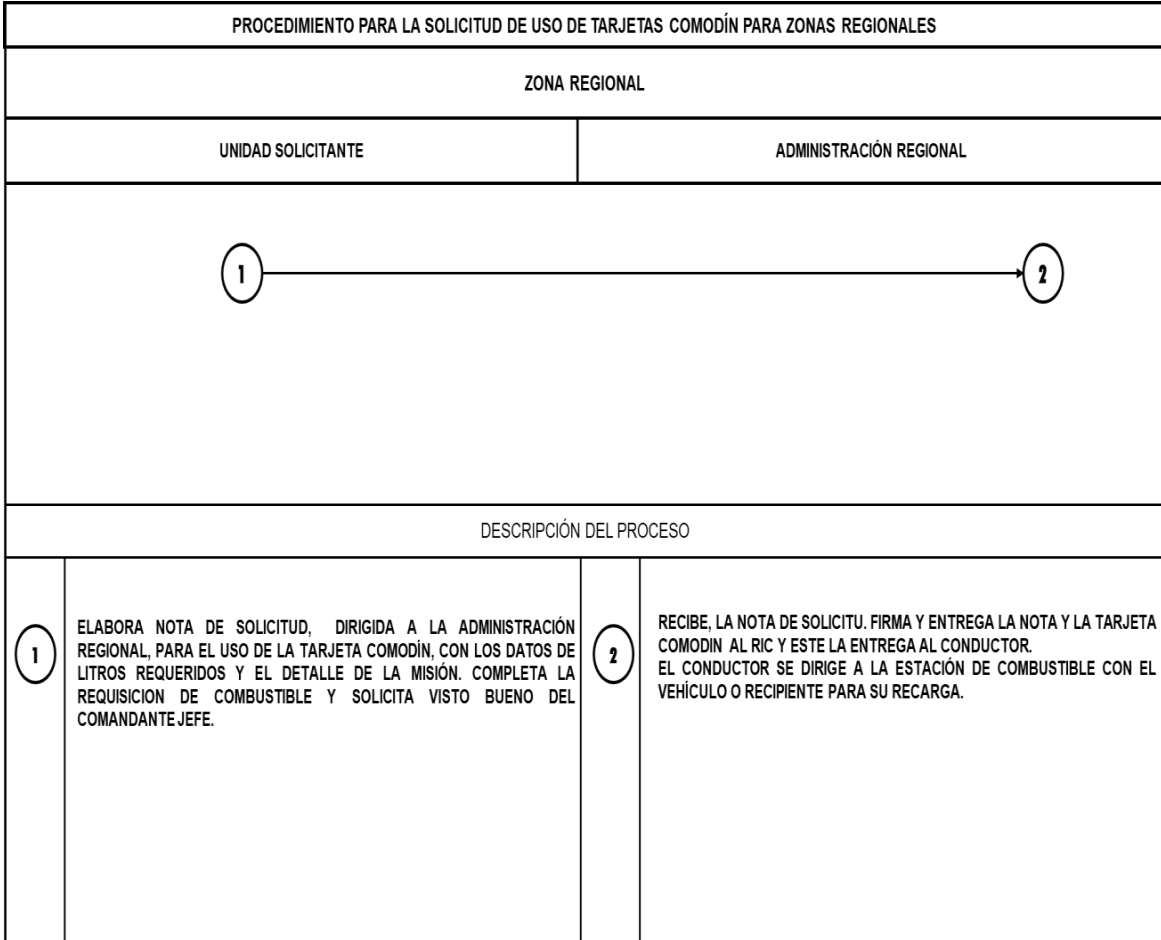 PROCEDIMIENTO PARA LA SOLICITUD DE USO DE TARJETAS COMODÍN PARA ZONAS REGIONALES
ZONA REGIONAL
UNIDAD SOLICITANTE
ADMINISTRACIÓN REGIONAL
1
2
DESCRIPCIÓN DEL PROCESO
1
ELABORA NOTA DE SOLICITUD, DIRIGIDA A LA ADMINISTRACIÓN
REGIONAL, PARA EL USO DE LA TARJETA COMODÍN, CON LOS DATOS DE
LITROS REQUERIDOS Y EL DETALLE DE LA MISIÓN. COMPLETA LA
REQUISICION DE COMBUSTIBLE Y SOLICITA VISTO BUENO DEL
COMANDANTE JEFE.
2
RECIBE, LA NOTA DE SOLICITU. FIRMA Y ENTREGA LA NOTA Y LA TARJETA
COMODIN AL RIC Y ESTE LA ENTREGA AL CONDUCTOR.
EL CONDUCTOR SE DIRIGE A LA ESTACIÓN DE COMBUSTIBLE CON EL
VEHÍCULO O RECIPIENTE PARA SU RECARGA.